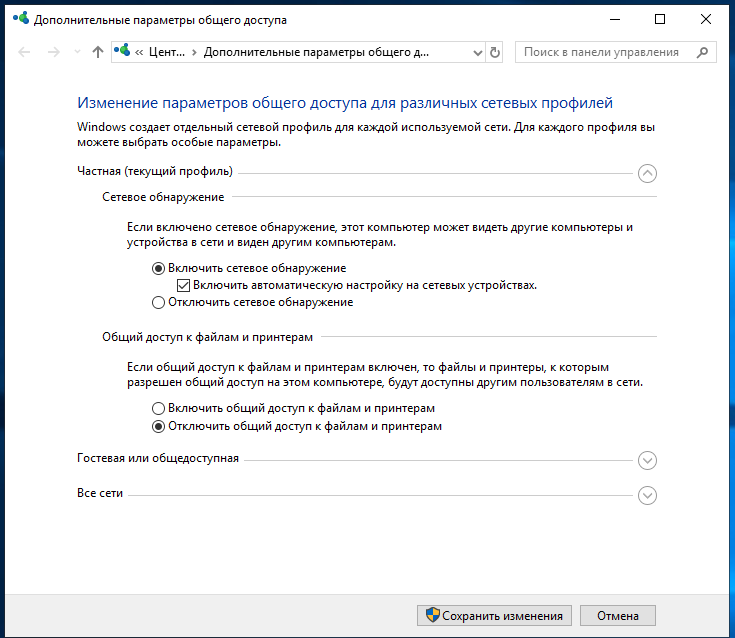 Дополнительные параметры общего доступа
« Цент... › Дополнительные параметры общего д...
Поиск в панели управления
Изменение параметров общего доступа для различных сетевых профилей
Windows создает отдельный сетевой профиль для каждой используемой сети. Для каждого профиля вы
можете выбрать особые параметры.
Частная (текущий профиль)
Сетевое обнаружение
Если включено сетевое обнаружение, этот компьютер может видеть другие компьютеры и
устройства в сети и виден другим компьютерам.
Включить сетевое обнаружение
Включить автоматическую настройку на сетевых устройствах.
Отключить сетевое обнаружение
Общий доступ к файлам и принтерам
Если общий доступ к файлам и принтерам включен, то файлы и принтеры, к которым
разрешен общий доступ на этом компьютере, будут доступны другим пользователям в сети.
Включить общий доступ к файлам и принтерам
Отключить общий доступ к файлам и принтерам
Гостевая или общедоступная
Все сети
Сохранить изменения
Отмена